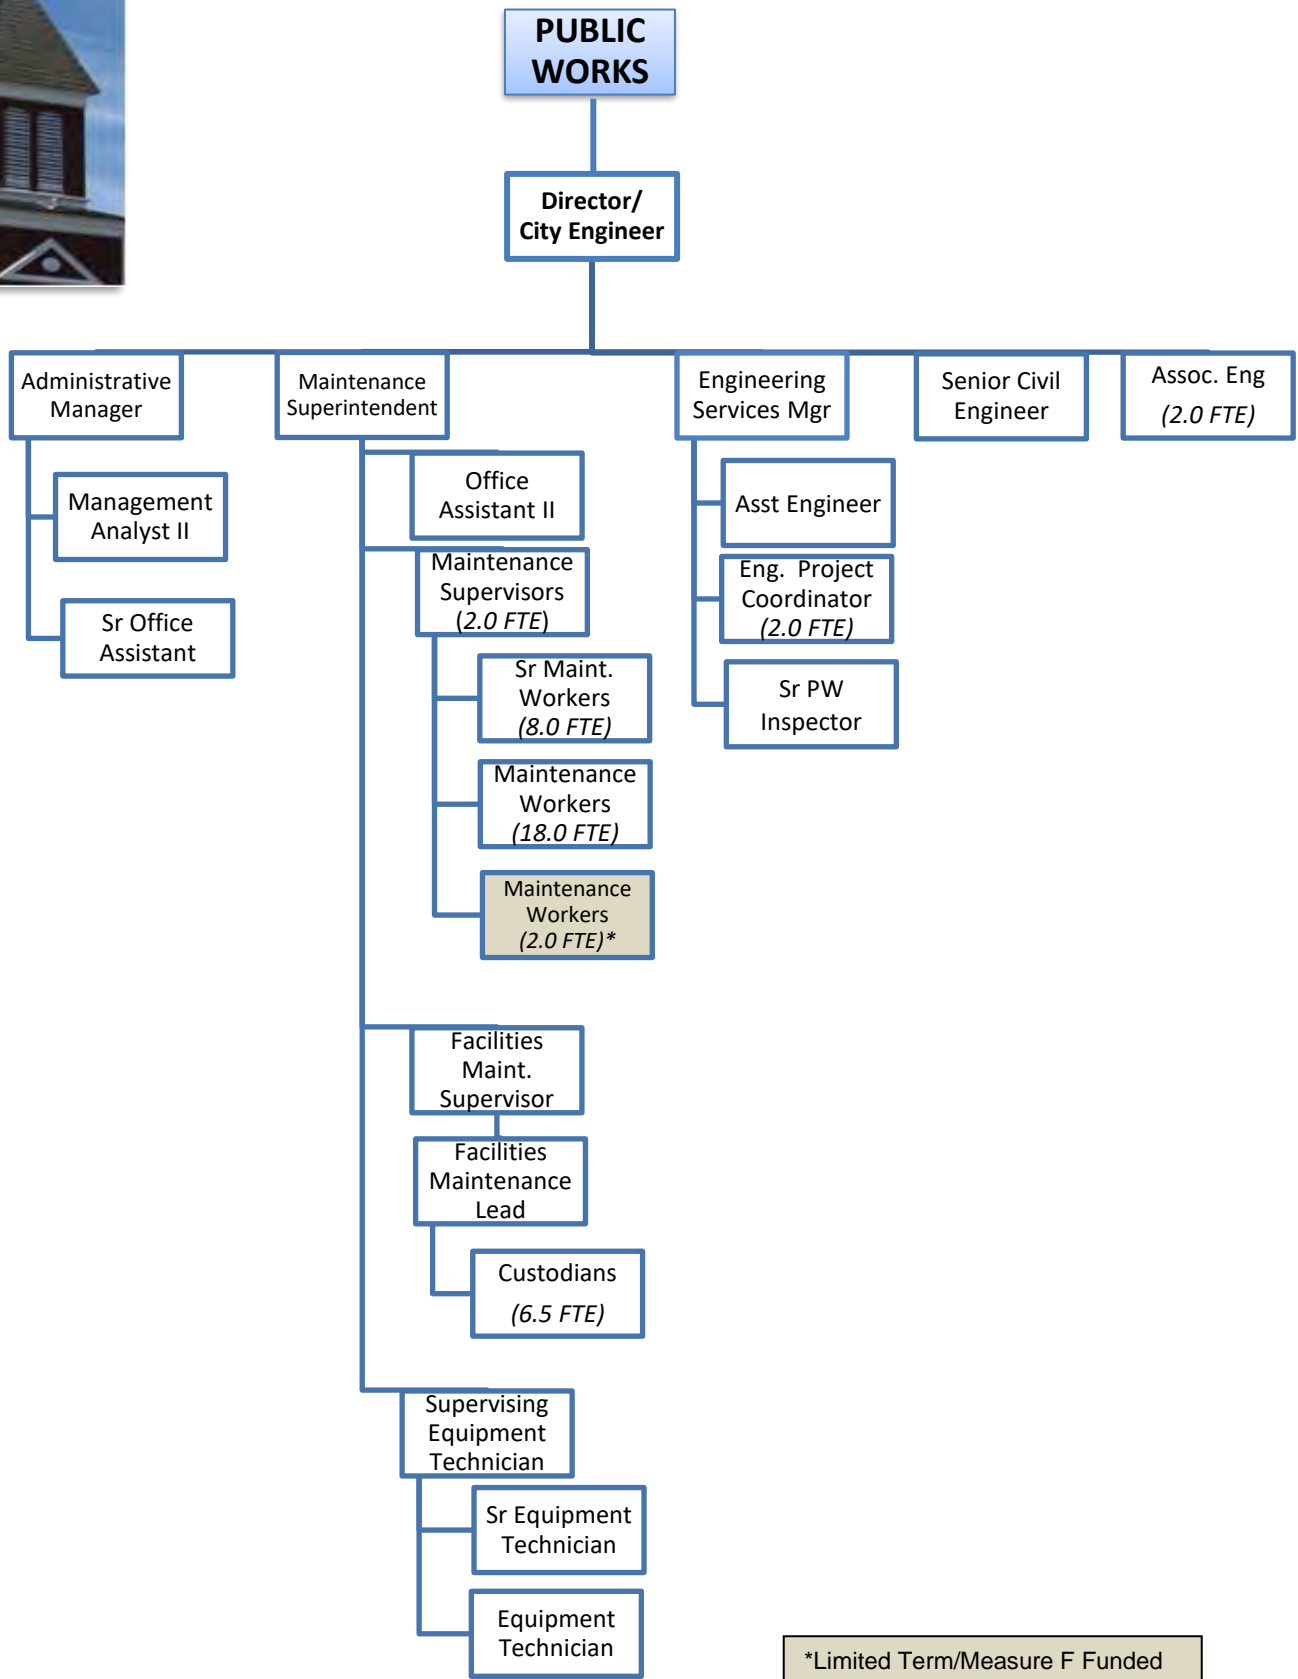 PUBLIC
WORKS
Director/
City Engineer
Administrative
Manager
Maintenance
Superintendent
Engineering
Services Mgr
Senior Civil
Engineer
Assoc. Eng
(2.0 FTE)
Management
Analyst II
Sr Office
Assistant
Office
Assistant II
Maintenance
Supervisors
(2.0 FTE)
Sr Maint.
Workers
(8.0 FTE)
Maintenance
Workers
(18.0 FTE)
Maintenance
Workers
(2.0 FTE)*
Facilities
Maint.
Supervisor
Facilities
Maintenance
Lead
Custodians
(6.5 FTE)
Supervising
Equipment
Technician
Sr Equipment
Technician
Equipment
Technician
Asst Engineer
Eng. Project
Coordinator
(2.0 FTE)
Sr PW
Inspector
*Limited Term/Measure F Funded